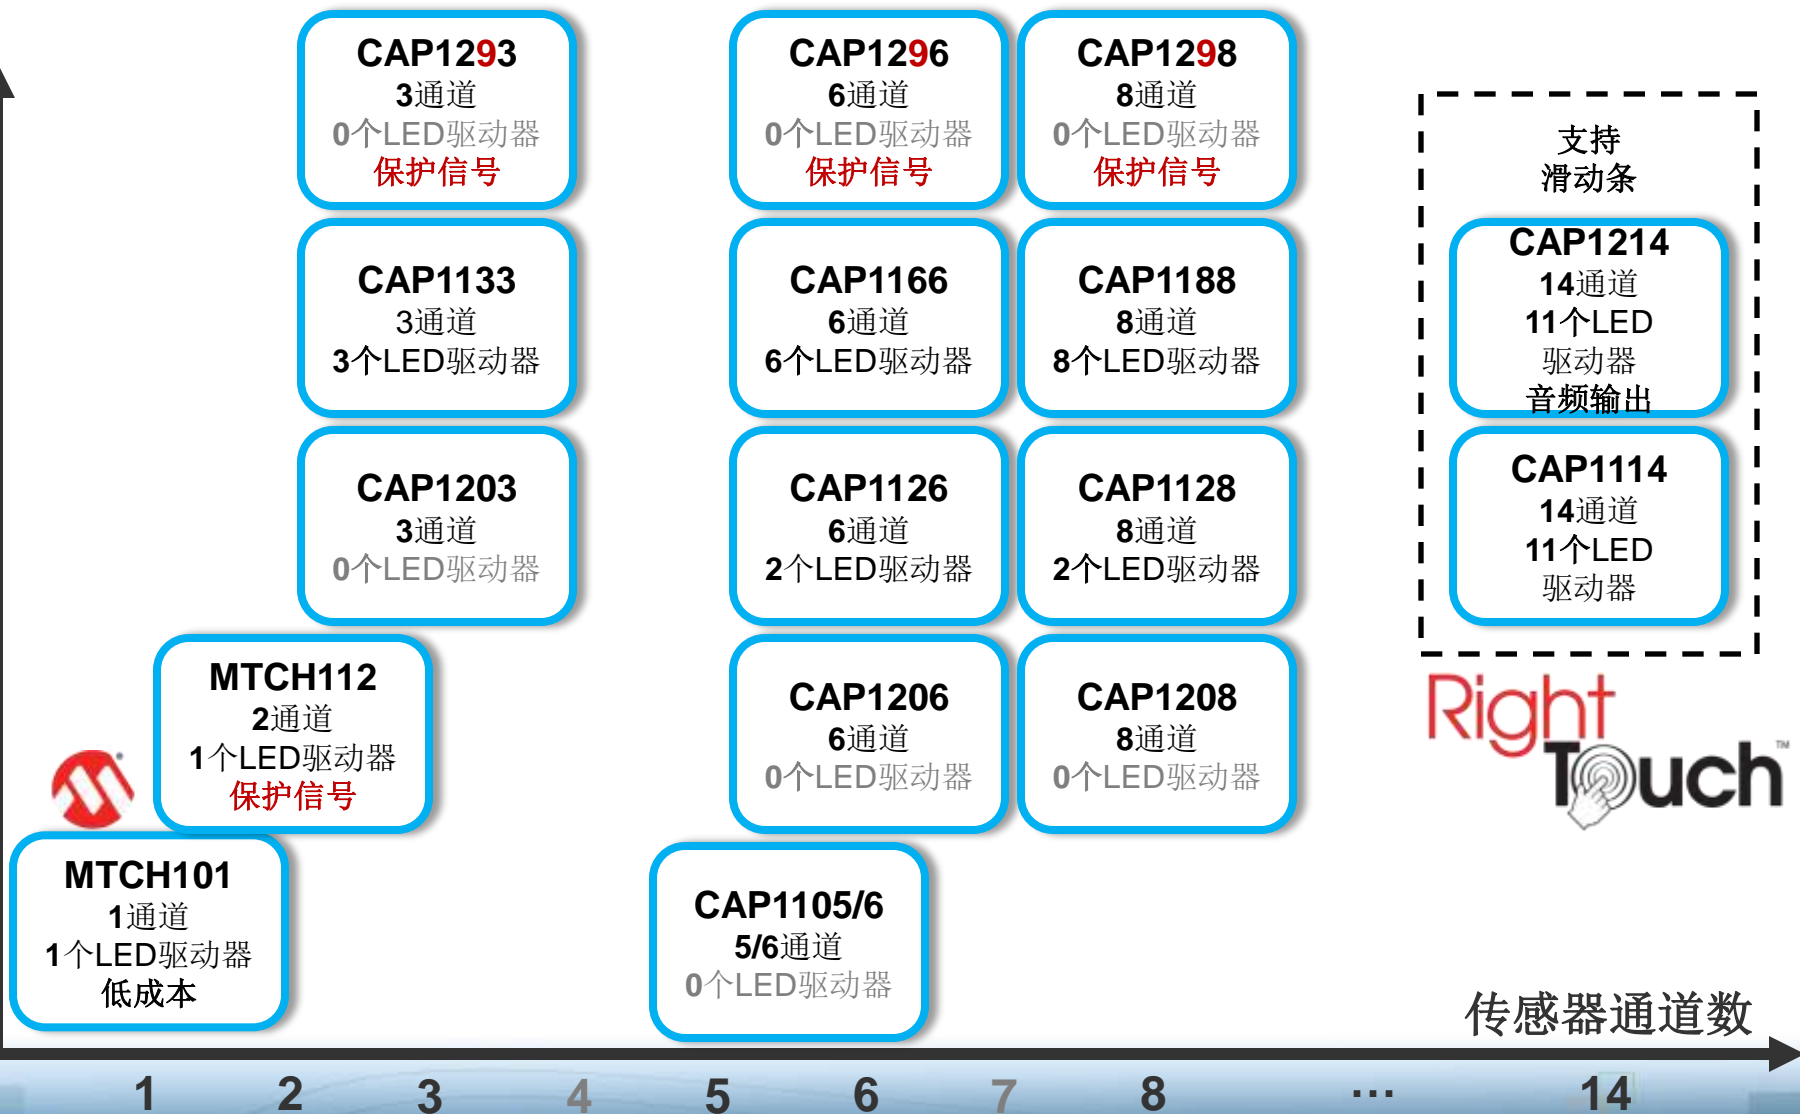 CAP1293
3通道
0个LED驱动器
保护信号
CAP1296
6通道
0个LED驱动器
保护信号
CAP1298
8通道
0个LED驱动器
保护信号
支持
滑动条
CAP1133
3通道
3个LED驱动器
CAP1166
6通道
6个LED驱动器
CAP1188
8通道
8个LED驱动器
CAP1214
14通道
11个LED
驱动器
音频输出
CAP1203
3通道
0个LED驱动器
CAP1126
6通道
2个LED驱动器
CAP1128
8通道
2个LED驱动器
CAP1114
14通道
11个LED
驱动器
MTCH112
2通道
1个LED驱动器
保护信号
CAP1206
6通道
0个LED驱动器
CAP1208
8通道
0个LED驱动器
Right
Touch™
MTCH101
1通道
1个LED驱动器
低成本
CAP1105/6
5/6通道
0个LED驱动器
传感器通道数
1 2 3 4 5 6 7 8 ... 14